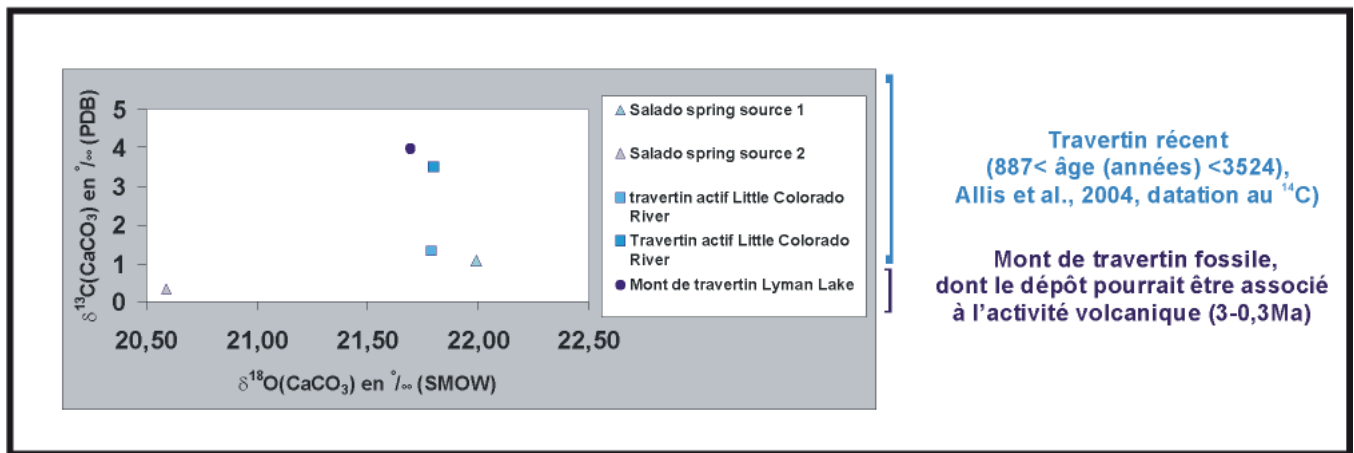 δ¹³C(CaCO₃) en °/∞ (PDB)
5
4
3
2
1
0
20,50 21,00 21,50 22,00 22,50
δ¹⁸O(CaCO₃) en °/∞ (SMOW)
Salado spring source 1
Salado spring source 2
travertin actif Little Colorado
River
Travertin actif Little Colorado
River
Mont de travertin Lyman Lake
Travertin récent
(887< âge (années) <3524),
Allis et al., 2004, datation au ¹⁴C)
Mont de travertin fossile,
dont le dépôt pourrait être associé
à l'activité volcanique (3-0,3Ma)